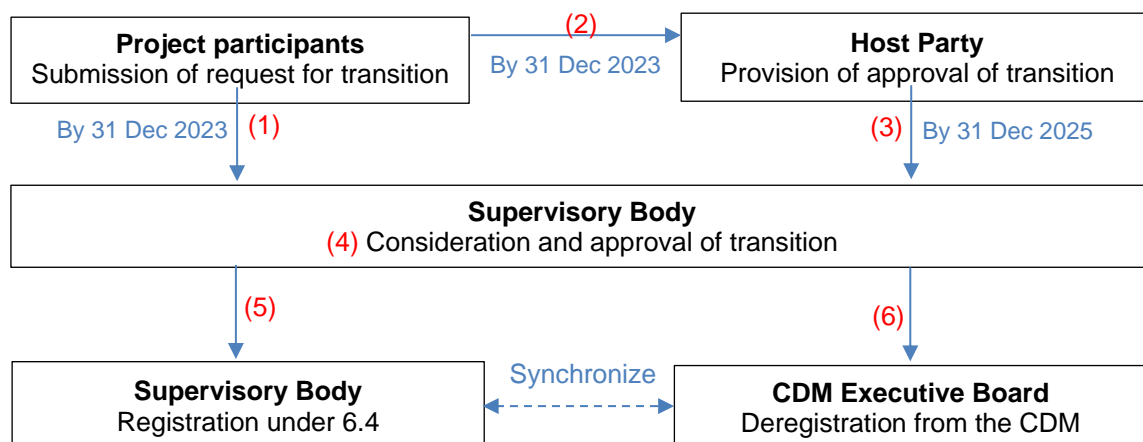 Project participants
Submission of request for transition
(2)
By 31 Dec 2023
Host Party
Provision of approval of transition
By 31 Dec 2023
(1)
(3)
By 31 Dec 2025
Supervisory Body
(4) Consideration and approval of transition
(5)
(6)
Supervisory Body
Registration under 6.4
Synchronize
CDM Executive Board
Deregistration from the CDM